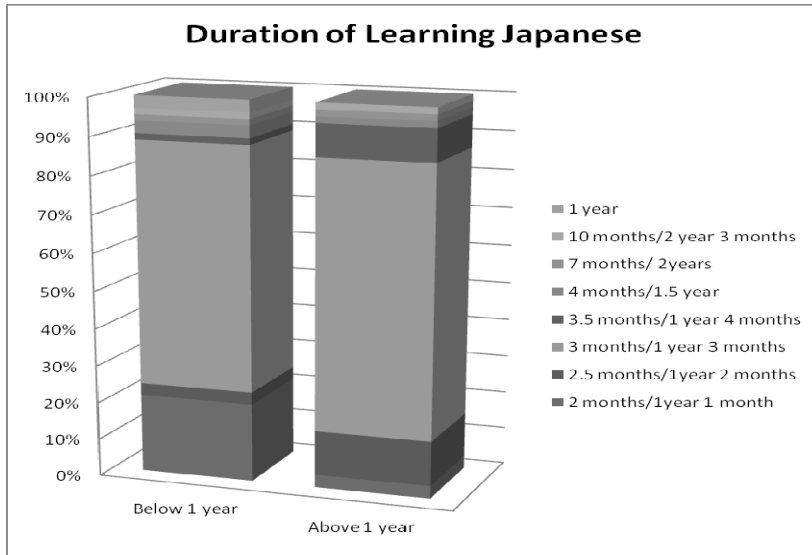 Duration of Learning Japanese
100%
90%
80%
70%
60%
50%
40%
30%
20%
10%
0%
Below 1 year
Above 1 year
1 year
10 months/2 year 3 months
7 months/ 2years
4 months/1.5 year
3.5 months/1 year 4 months
3 months/1 year 3 months
2.5 months/1year 2 months
2 months/1year 1 month